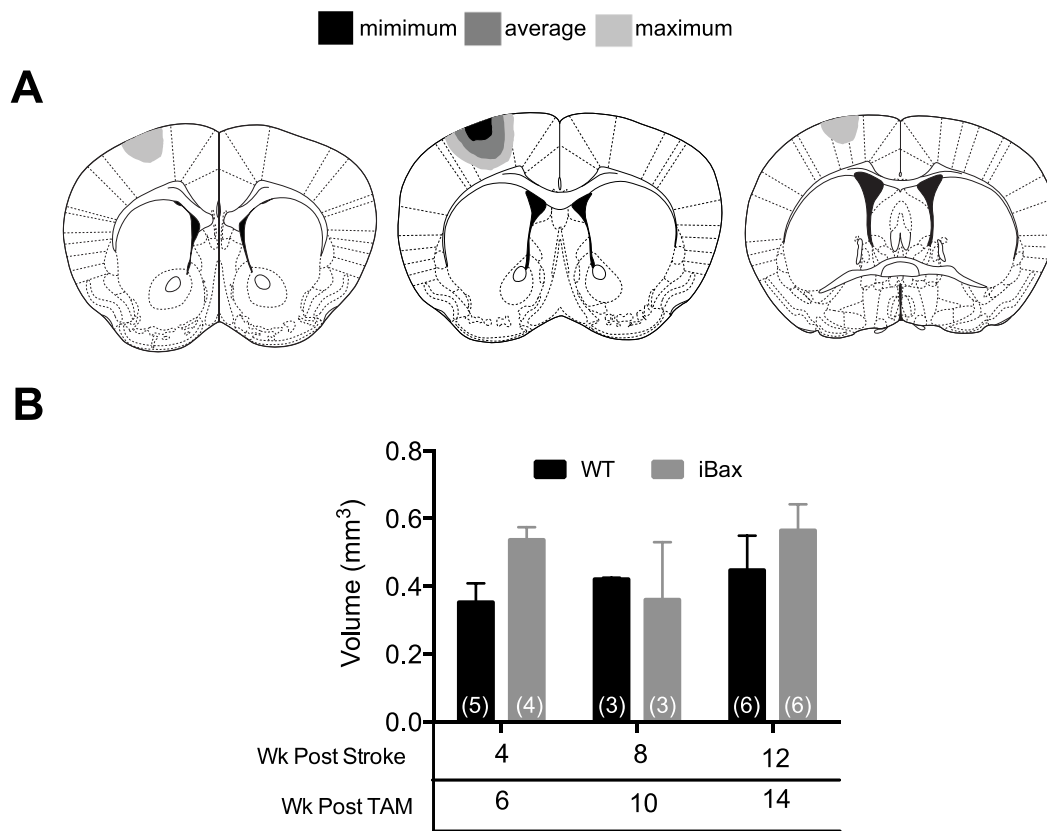 mimimum average maximum
A
B
0.8
0.6
0.4
0.2
0.0
Volume (mm³)
WT iBax
(5) (4) (3) (3) (6) (6)
Wk Post Stroke 4 8 12
Wk Post TAM 6 10 14